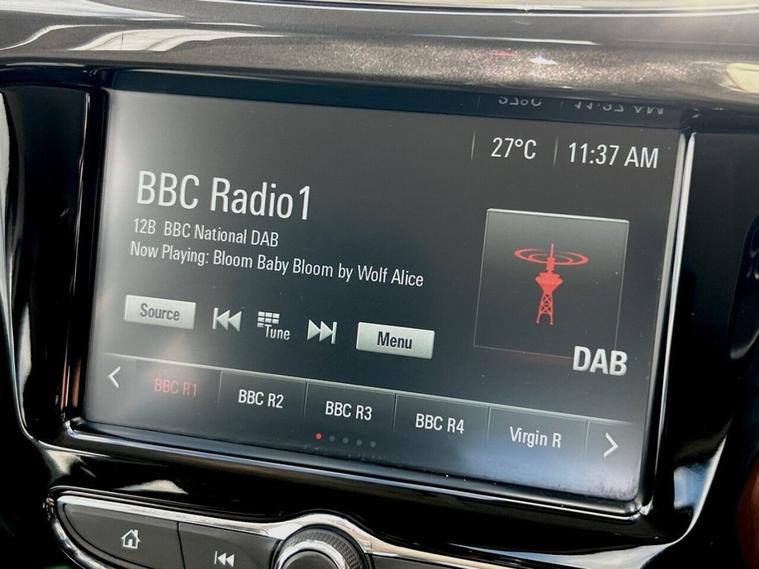 27°C 11:37 AM
BBC Radio1
12B BBC National DAB
Now Playing: Bloom Baby Bloom by Wolf Alice
Source Tune Menu
DAB
BBC R1 BBC R2 BBC R3 BBC R4 Virgin R